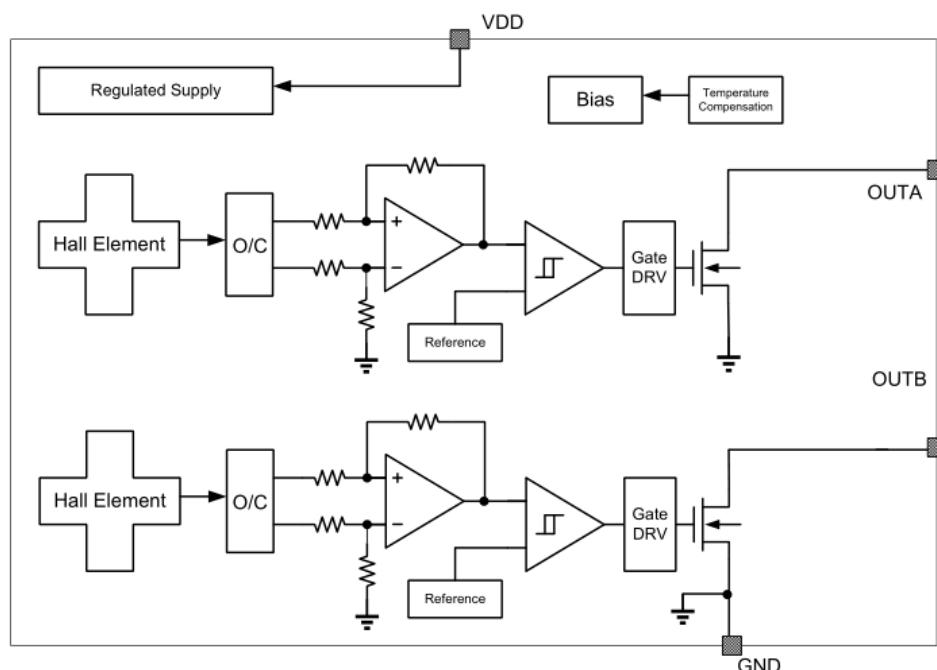 VDD
Regulated Supply
Bias
Temperature
Compensation
OUTA
Hall Element
O/C
+
−
Gate
DRV
Reference
OUTB
Hall Element
O/C
+
−
Gate
DRV
Reference
GND